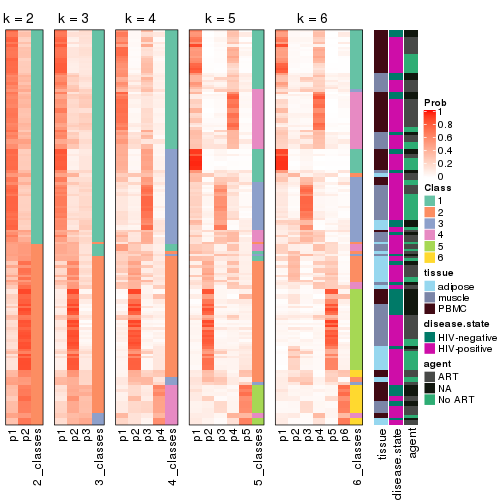 k = 2 k = 3 k = 4 k = 5 k = 6
Prob
1
0.8
0.6
0.4
0.2
0
Class
1
2
3
4
5
6
tissue
adipose
muscle
PBMC
disease.state
HIV-negative
HIV-positive
agent
ART
NA
No ART
p1 p2 2_classes p1 p2 p3 3_classes p1 p2 p3 p4 4_classes p1 p2 p3 p4 p5 5_classes p1 p2 p3 p4 p5 p6 6_classes tissue disease.state agent